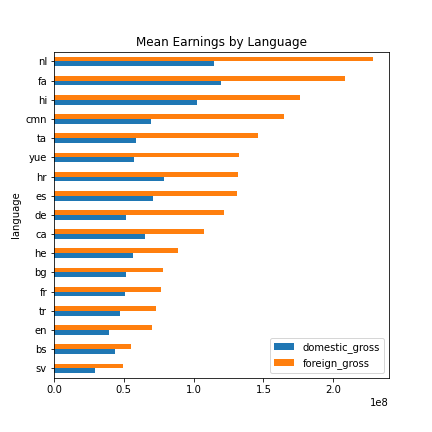 Mean Earnings by Language
language
nl
fa
hi
cmn
ta
yue
hr
es
de
ca
he
bg
fr
tr
en
bs
sv
domestic_gross
foreign_gross
0.0 0.5 1.0 1.5 2.0
1e8